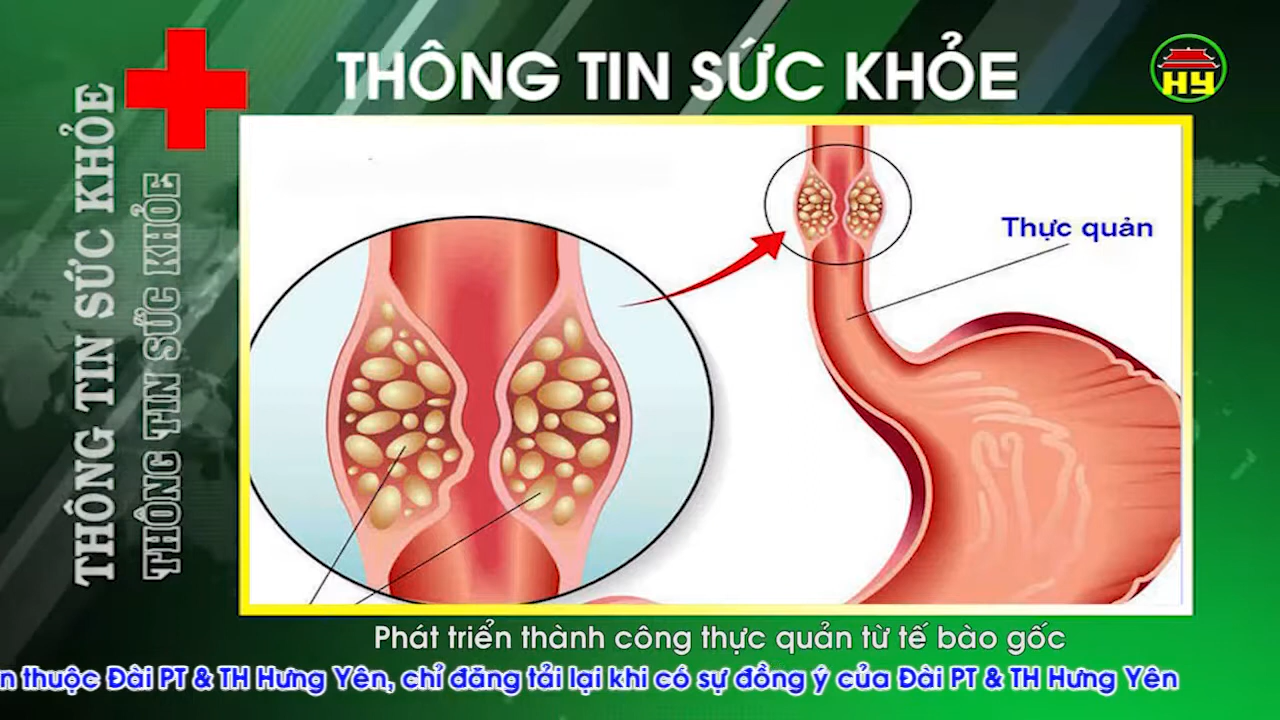 THÔNG TIN SỨC KHỎE
HY
THÔNG TIN SỨC KHỎE
THÔNG TIN SỨC KHỎE
Thực quản
Phát triển thành công thực quản từ tế bào gốc
thuộc Đài PT & TH Hưng Yên, chỉ đăng tải lại khi có sự đồng ý của Đài PT & TH Hưng Yên